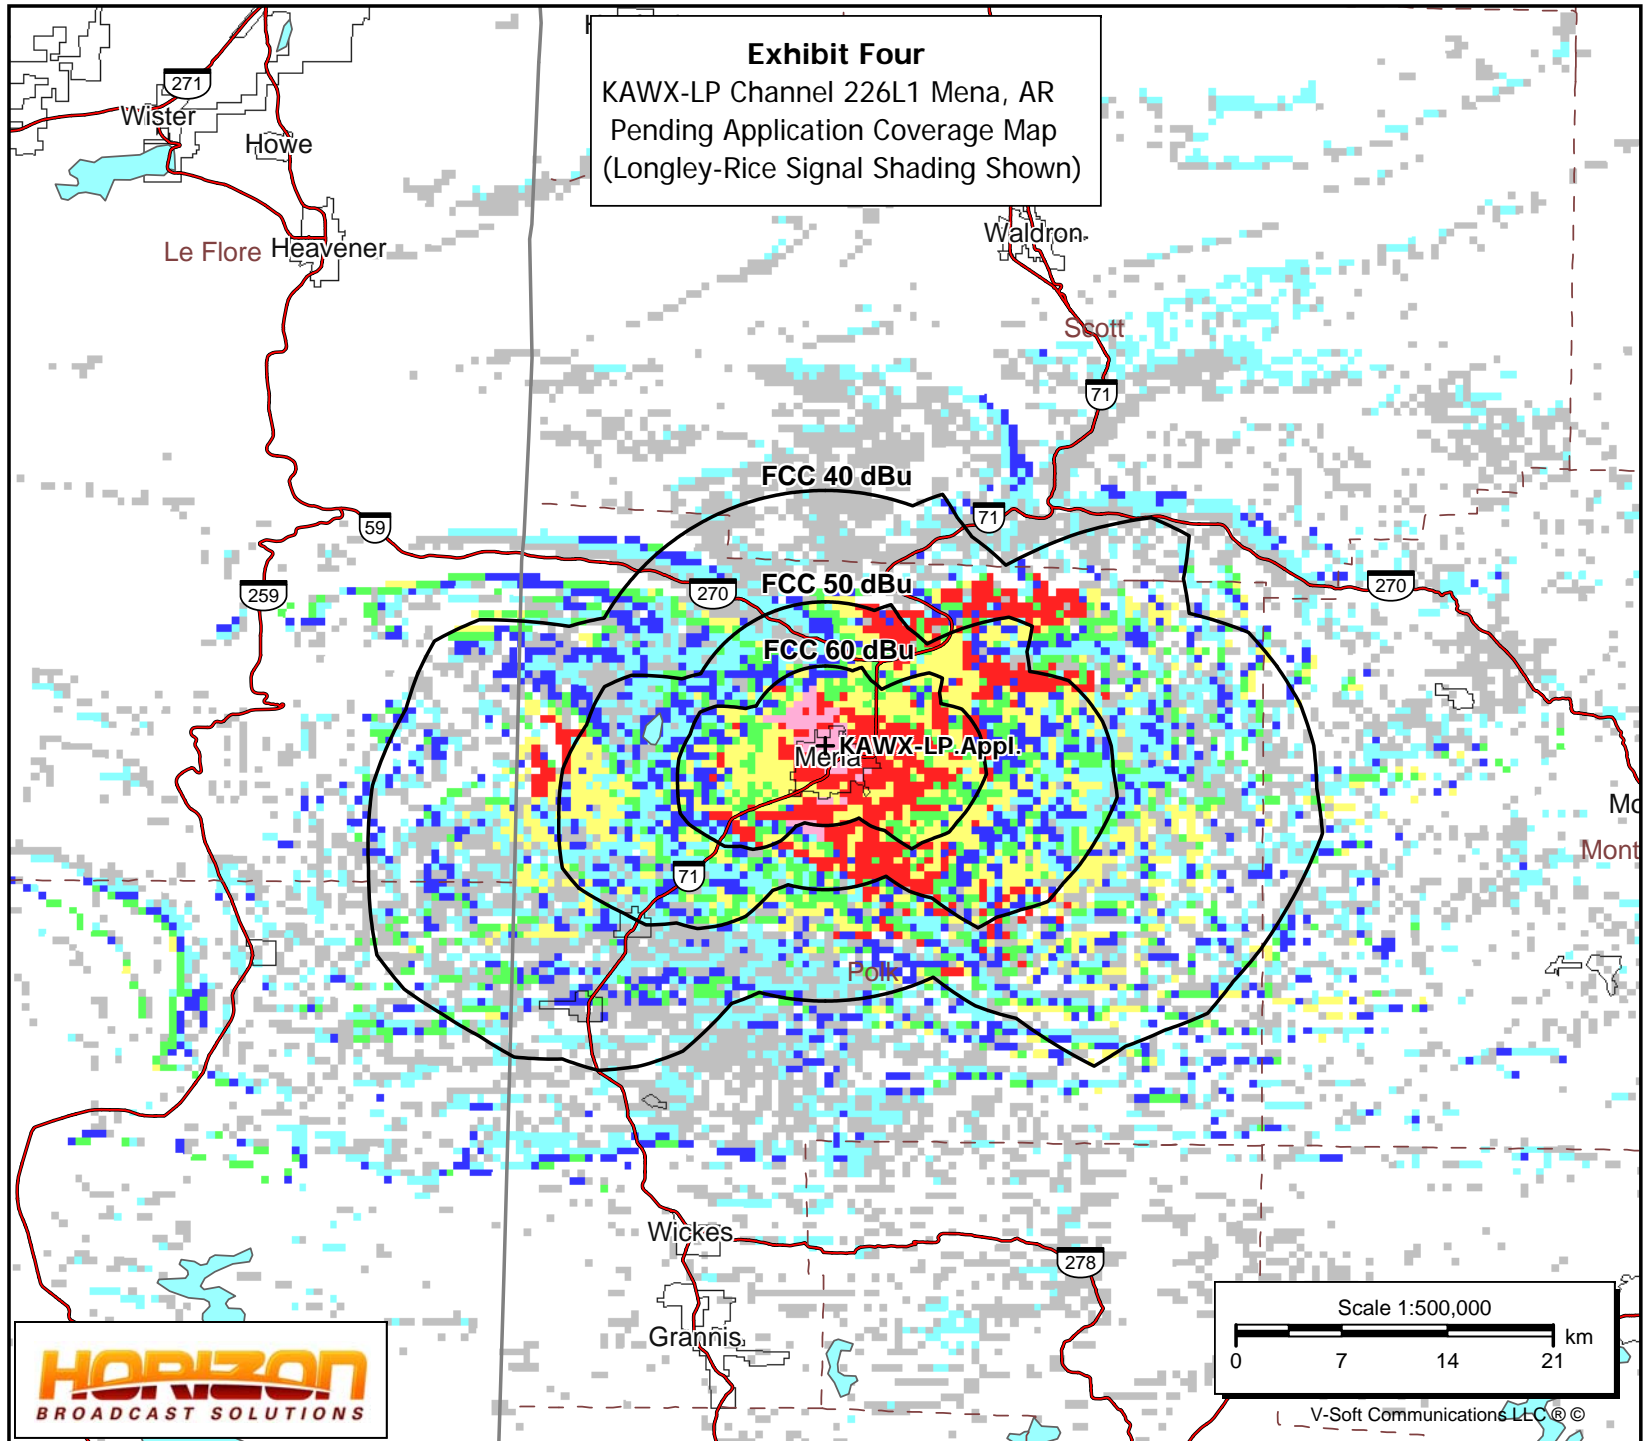 Exhibit Four
KAWX-LP Channel 226L1 Mena, AR
Pending Application Coverage Map
(Longley-Rice Signal Shading Shown)
271
Wister
Howe
Le Flore
Heavener
Waldron
Scott
71
FCC 40 dBu
59
71
259
270
FCC 50 dBu
270
FCC 60 dBu
KAWX-LP Appl.
Mena
Mo
Mont
71
Polk
Wickes
278
Grannis
Scale 1:500,000
km
0 7 14 21
HORIZON
BROADCAST SOLUTIONS
V-Soft Communications LLC ® ©